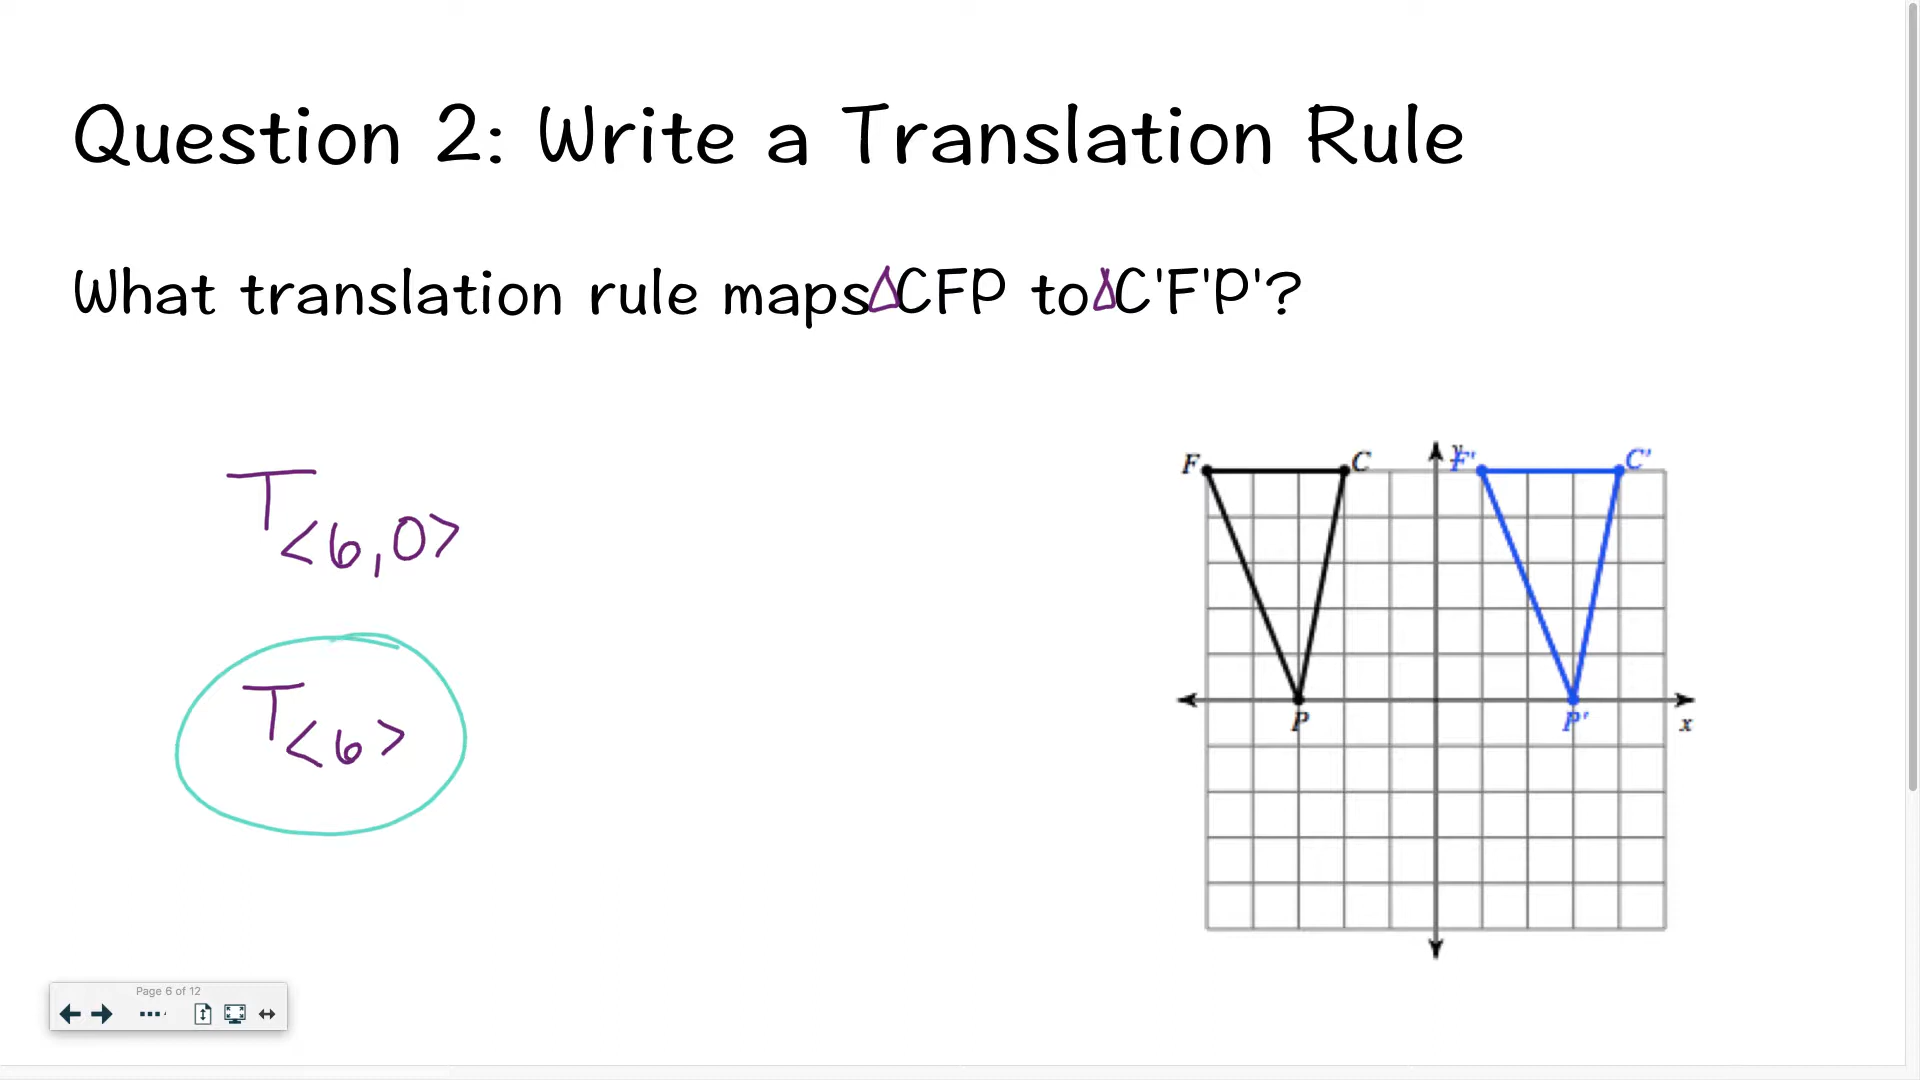 Question 2: Write a Translation Rule
What translation rule maps △CFP to △C'F'P'?
T<6,0>
T<6>
F C y F' C'
P P' x
Page 6 of 12